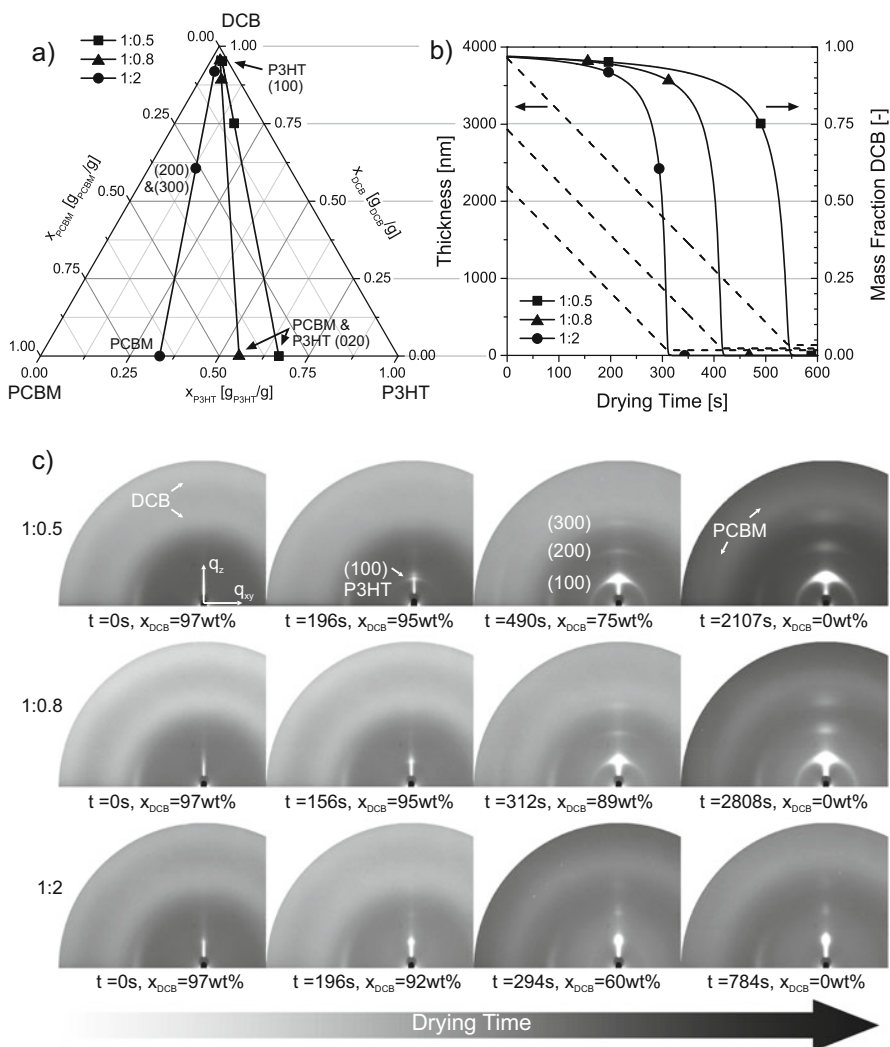 a)
DCB
1:0.5
1:0.8
1:2
0.00
1.00
P3HT
(100)
0.25
0.75
(200)
&(300)
x_PCBM [g_PCBM/g]
x_DCB [g_DCB/g]
0.50
0.50
0.75
0.25
PCBM &
P3HT (020)
PCBM
1.00
0.00
0.00
0.25
0.50
0.75
1.00
PCBM
x_P3HT [g_P3HT/g]
P3HT
b)
4000
3000
2000
1000
0
Thickness [nm]
1.00
0.75
0.50
0.25
0.00
Mass Fraction DCB [-]
1:0.5
1:0.8
1:2
0 100 200 300 400 500 600
Drying Time [s]
c)
1:0.5
DCB
q_z
q_xy
(100)
P3HT
(300)
(200)
(100)
PCBM
t =0s, x_DCB=97wt% t =196s, x_DCB=95wt% t =490s, x_DCB=75wt% t =2107s, x_DCB=0wt%
1:0.8
t =0s, x_DCB=97wt% t =156s, x_DCB=95wt% t =312s, x_DCB=89wt% t =2808s, x_DCB=0wt%
1:2
t =0s, x_DCB=97wt% t =196s, x_DCB=92wt% t =294s, x_DCB=60wt% t =784s, x_DCB=0wt%
Drying Time